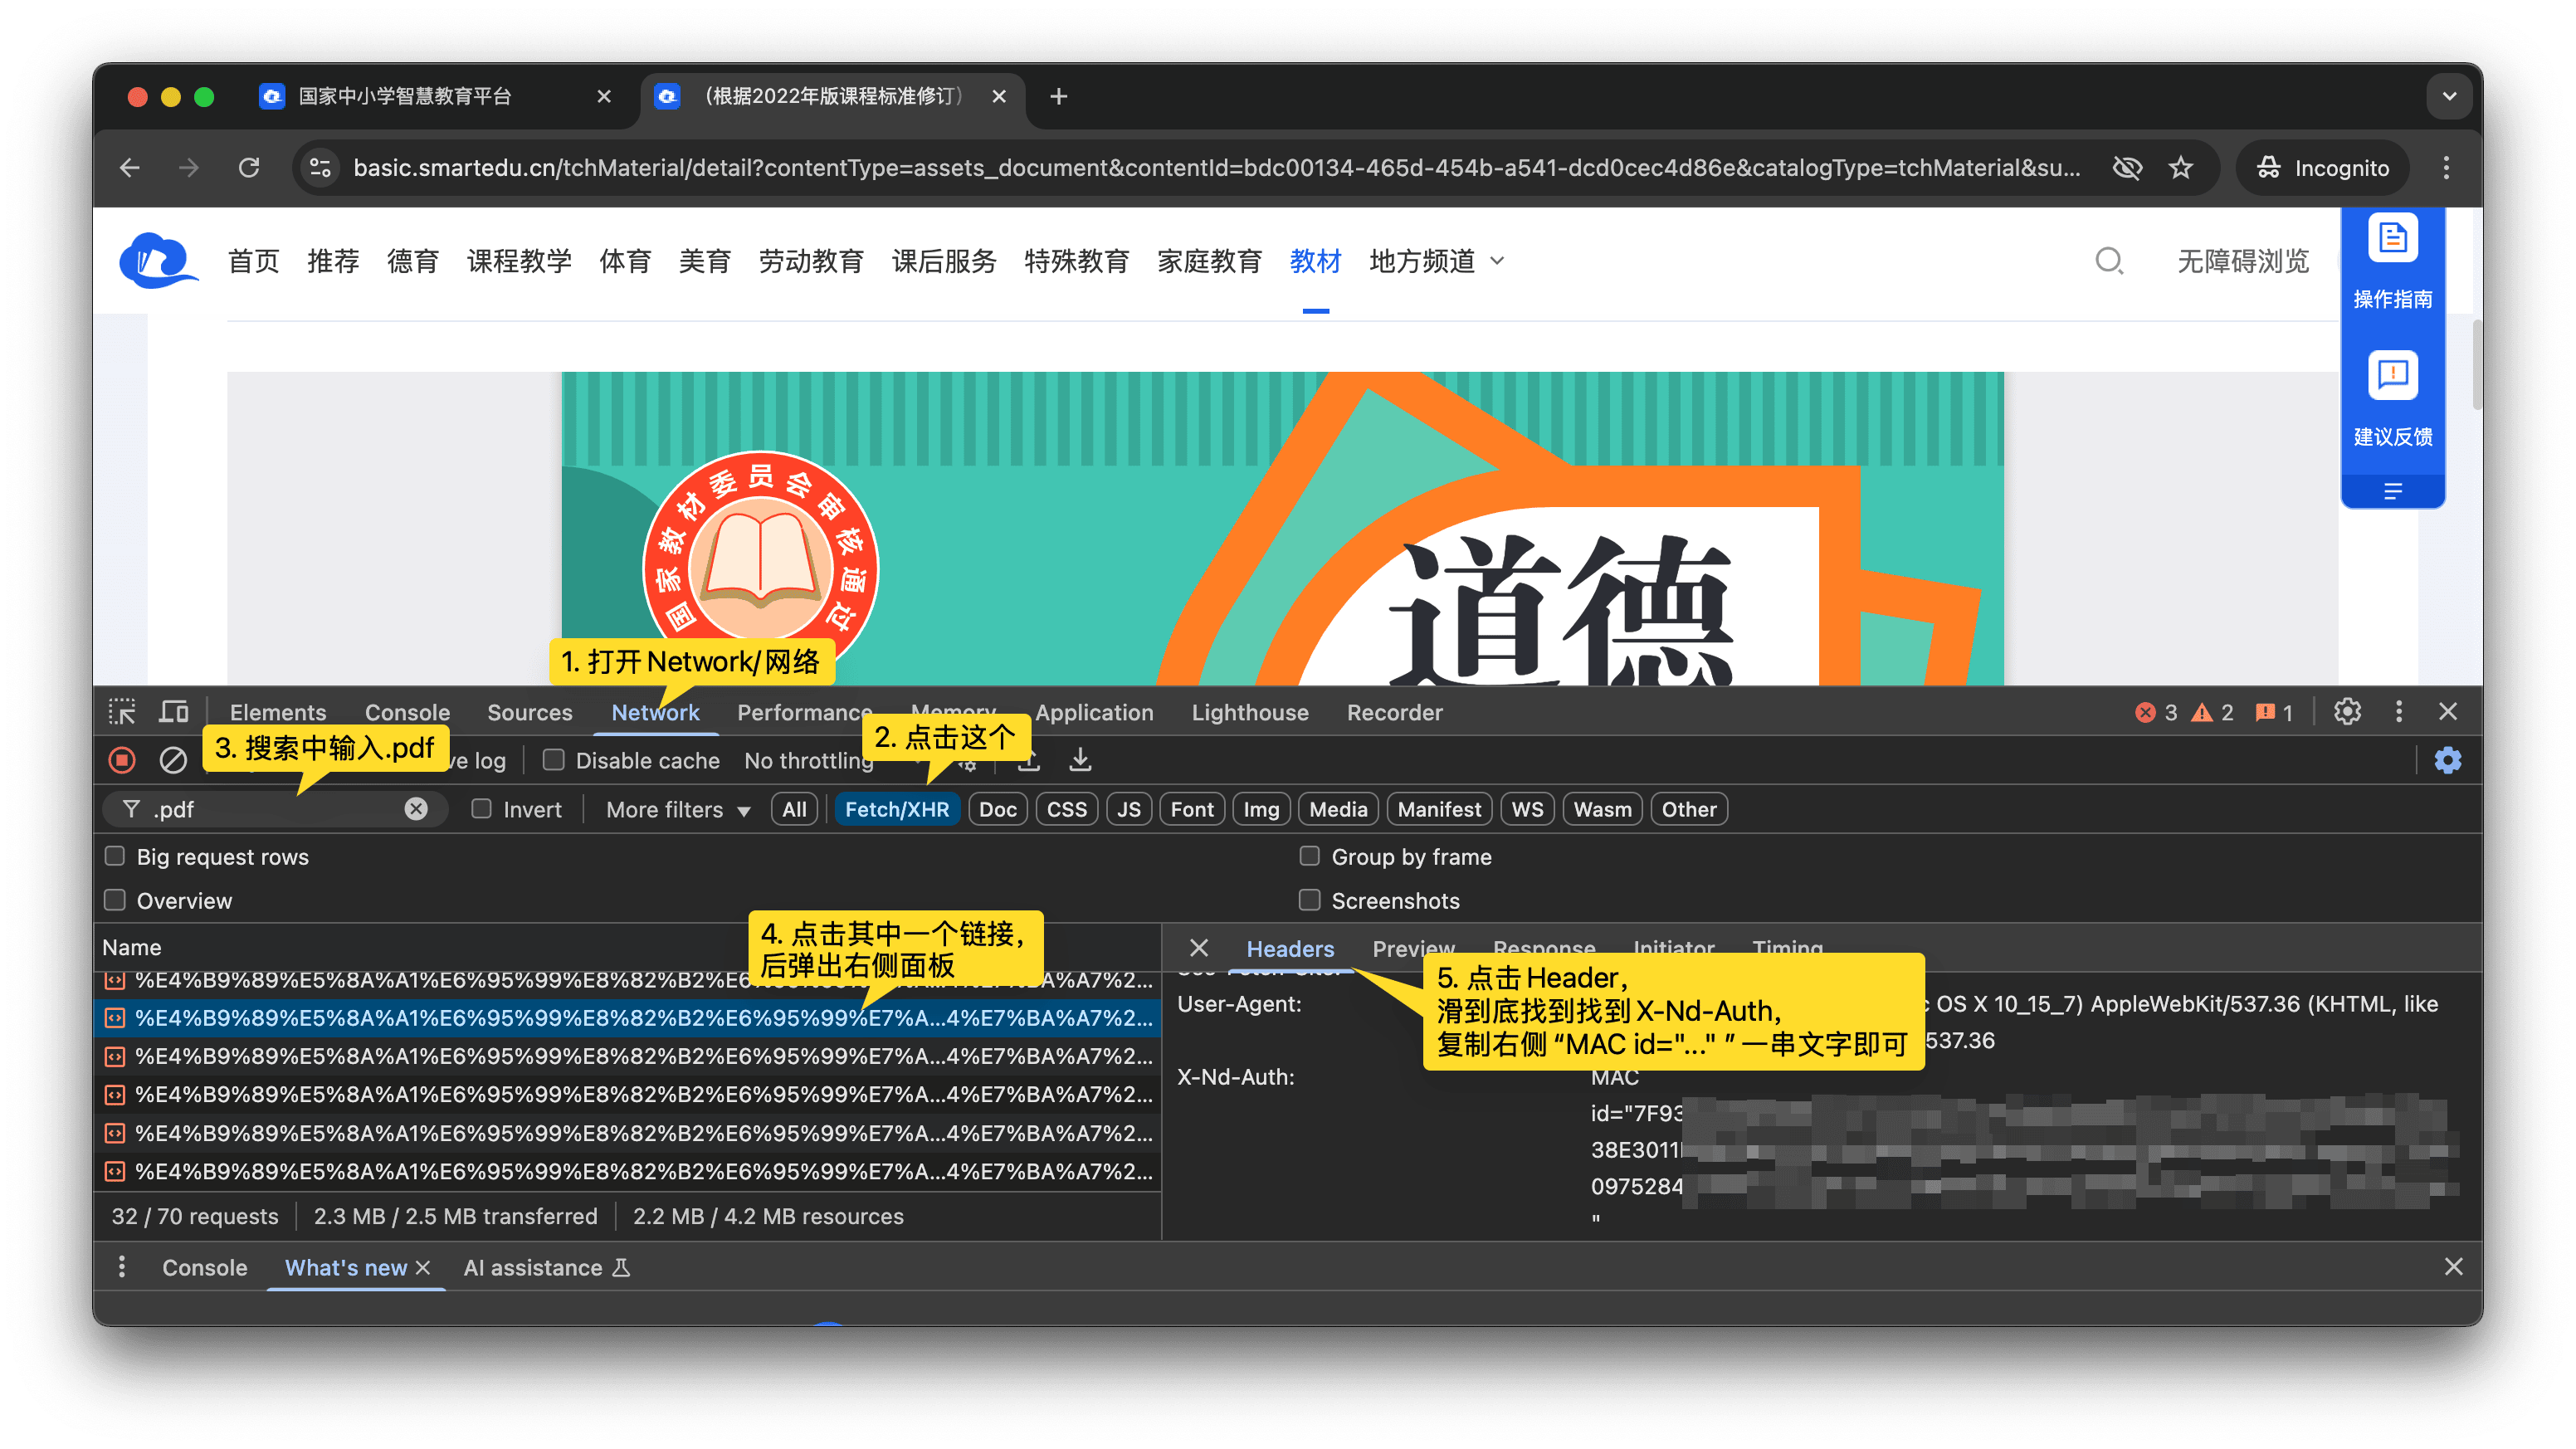 国家中小学智慧教育平台
（根据2022年版课程标准修订）
basic.smartedu.cn/tchMaterial/detail?contentType=assets_document&contentId=bdc00134-465d-454b-a541-dcd0cec4d86e&catalogType=tchMaterial&su...
Incognito
首页 推荐 德育 课程教学 体育 美育 劳动教育 课后服务 特殊教育 家庭教育 教材 地方频道
无障碍浏览
操作指南
建议反馈
国家教材委员会审核通过
道德
1. 打开Network/网络
Elements Console Sources Network Performance Memory Application Lighthouse Recorder 3 2 1
2. 点击这个
3. 搜索中输入.pdf
ve log Disable cache No throttling
.pdf Invert More filters All Fetch/XHR Doc CSS JS Font Img Media Manifest WS Wasm Other
Big request rows Group by frame
Overview Screenshots
4. 点击其中一个链接，
后弹出右侧面板
Name
Headers Preview Response Initiator Timing
5. 点击Header，
滑到底找到找到X-Nd-Auth，
复制右侧“MAC id="..." ”一串文字即可
%E4%B9%89%E5%8A%A1%E6%95%99%E8%82%B2%E6%95%99%E7%A...4%E7%BA%A7%2...
%E4%B9%89%E5%8A%A1%E6%95%99%E8%82%B2%E6%95%99%E7%A...4%E7%BA%A7%2...
%E4%B9%89%E5%8A%A1%E6%95%99%E8%82%B2%E6%95%99%E7%A...4%E7%BA%A7%2...
%E4%B9%89%E5%8A%A1%E6%95%99%E8%82%B2%E6%95%99%E7%A...4%E7%BA%A7%2...
%E4%B9%89%E5%8A%A1%E6%95%99%E8%82%B2%E6%95%99%E7%A...4%E7%BA%A7%2...
User-Agent: OS X 10_15_7) AppleWebKit/537.36 (KHTML, like
537.36
X-Nd-Auth: MAC
id="7F93
38E3011
0975284
"
32 / 70 requests 2.3 MB / 2.5 MB transferred 2.2 MB / 4.2 MB resources
Console What's new AI assistance